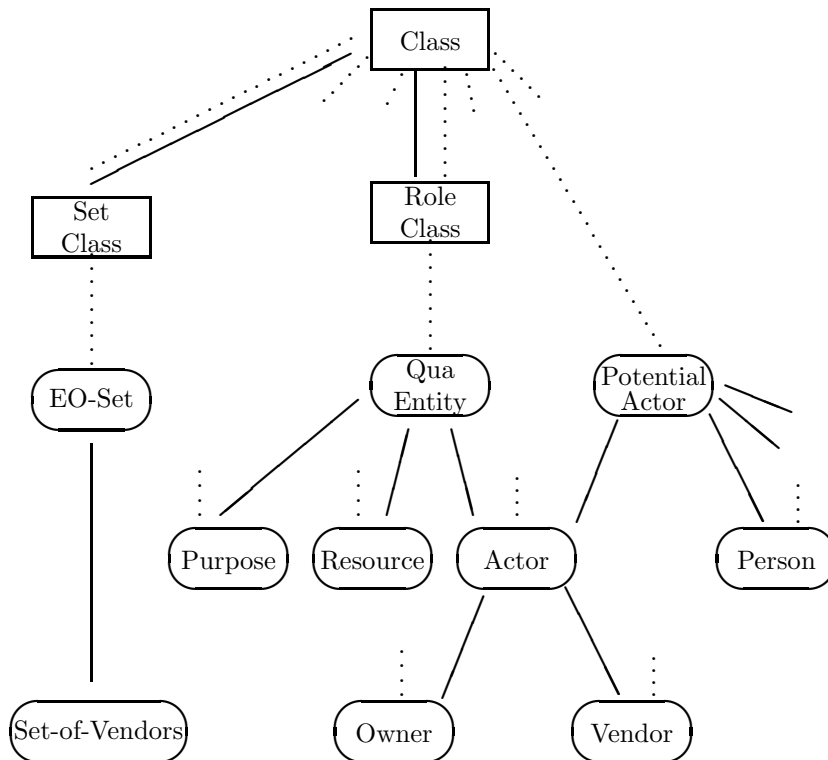 Class
Set
Class
Role
Class
EO-Set
Qua
Entity
Potential
Actor
Purpose
Resource
Actor
Person
Set-of-Vendors
Owner
Vendor